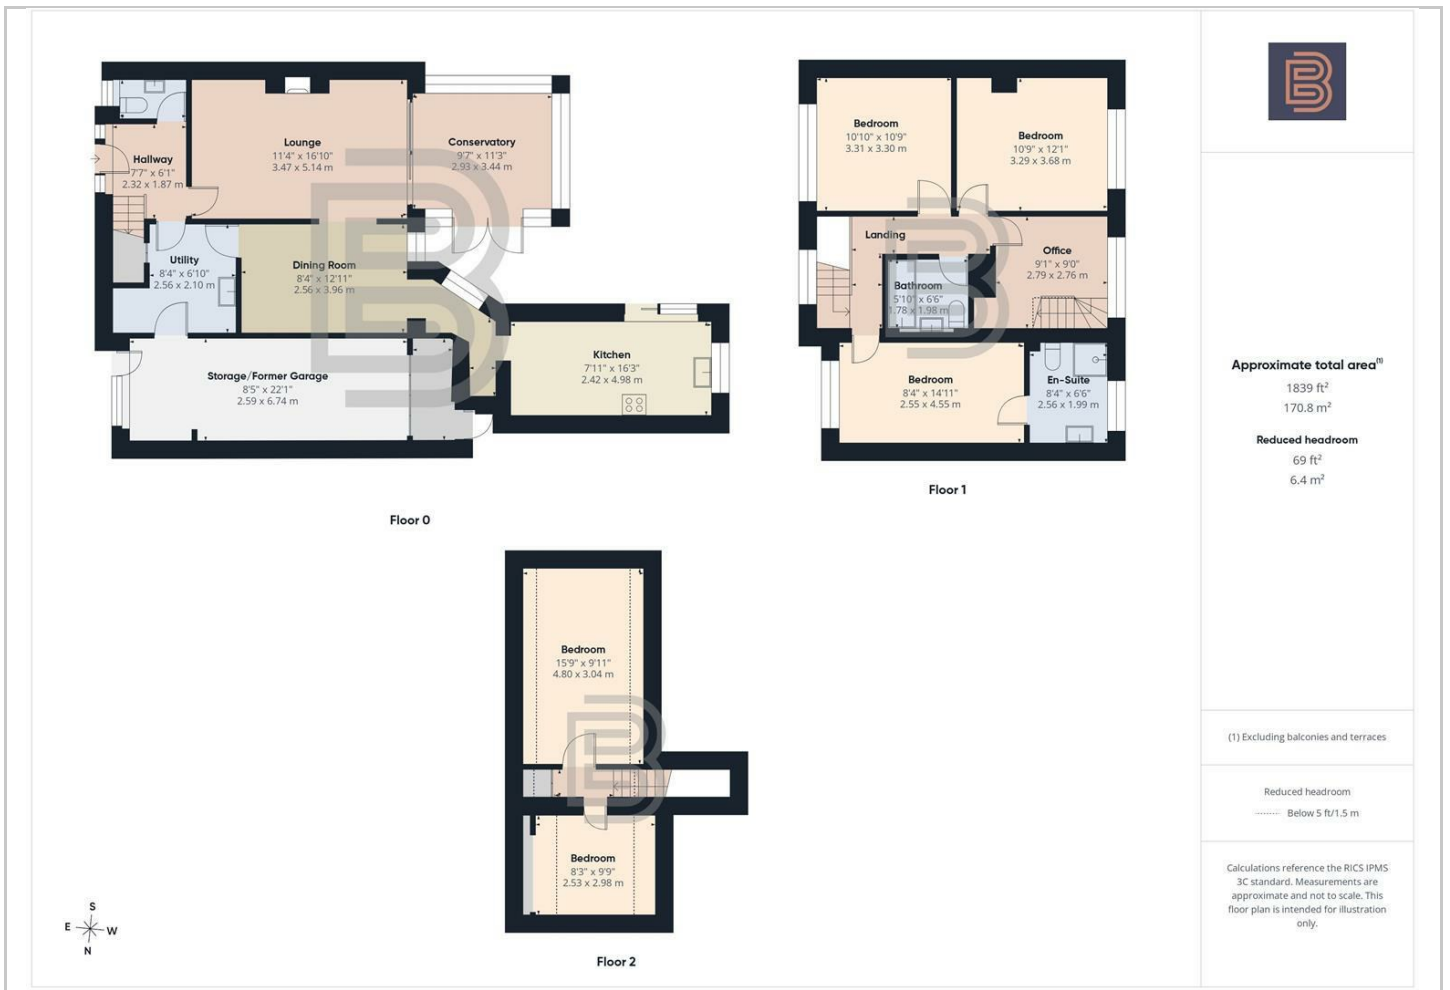 Lounge
11'4" x 16'10"
3.47 x 5.14 m
Conservatory
9'7" x 11'3"
2.93 x 3.44 m
Hallway
7'7" x 6'1"
2.32 x 1.87 m
Utility
8'4" x 6'10"
2.56 x 2.10 m
Dining Room
8'4" x 12'11"
2.56 x 3.96 m
Kitchen
7'11" x 16'3"
2.42 x 4.98 m
Storage/Former Garage
8'5" x 22'1"
2.59 x 6.74 m
Floor 0
Bedroom
10'10" x 10'9"
3.31 x 3.30 m
Bedroom
10'9" x 12'1"
3.29 x 3.68 m
Landing
Office
9'1" x 9'0"
2.79 x 2.76 m
Bathroom
5'10" x 6'6"
1.78 x 1.98 m
Bedroom
8'4" x 14'11"
2.55 x 4.55 m
En-Suite
8'4" x 6'6"
2.56 x 1.99 m
Floor 1
Bedroom
15'9" x 9'11"
4.80 x 3.04 m
Bedroom
8'3" x 9'9"
2.53 x 2.98 m
Floor 2
S
E
W
N
B
Approximate total area(1)
1839 ft²
170.8 m²
Reduced headroom
69 ft²
6.4 m²
(1) Excluding balconies and terraces
Reduced headroom
Below 5 ft/1.5 m
Calculations reference the RICS IPMS
3C standard. Measurements are
approximate and not to scale. This
floor plan is intended for illustration
only.